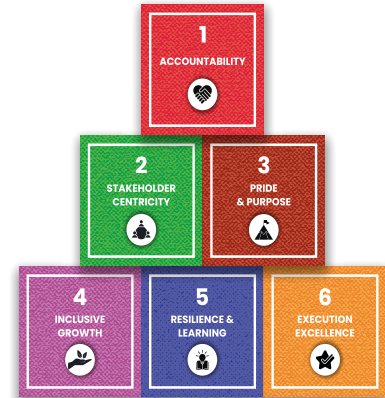 1
ACCOUNTABILITY
2
STAKEHOLDER
CENTRICITY
3
PRIDE
& PURPOSE
4
INCLUSIVE
GROWTH
5
RESILIENCE &
LEARNING
6
EXECUTION
EXCELLENCE